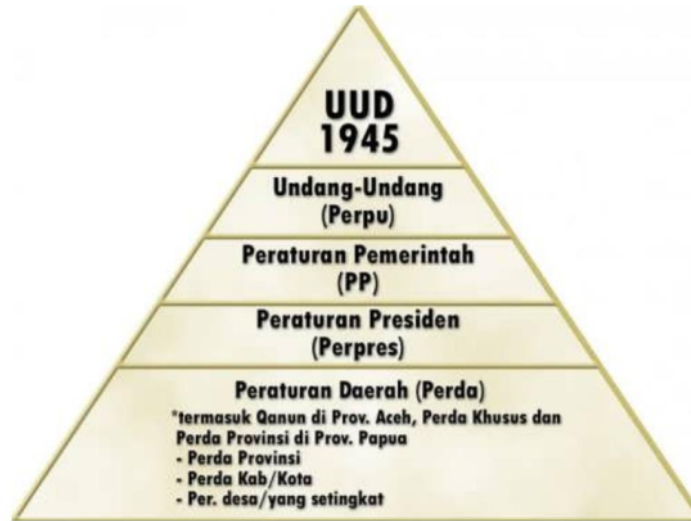 UUD
1945
Undang-Undang
(Perpu)
Peraturan Pemerintah
(PP)
Peraturan Presiden
(Perpres)
Peraturan Daerah (Perda)
*termasuk Qanun di Prov. Aceh, Perda Khusus dan
Perda Provinsi di Prov. Papua
- Perda Provinsi
- Perda Kab/Kota
- Per. desa/yang setingkat